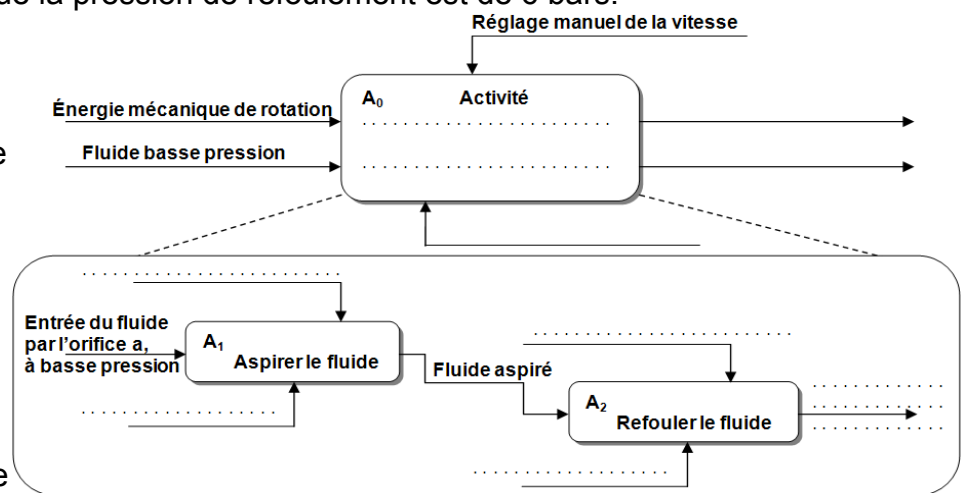 de la pression de refoulement est de 6 bars.
Réglage manuel de la vitesse
A₀ Activité
Énergie mécanique de rotation
Fluide basse pression
e
Entrée du fluide
par l'orifice a,
à basse pression
A₁
Aspirer le fluide
Fluide aspiré
A₂
Refouler le fluide
e